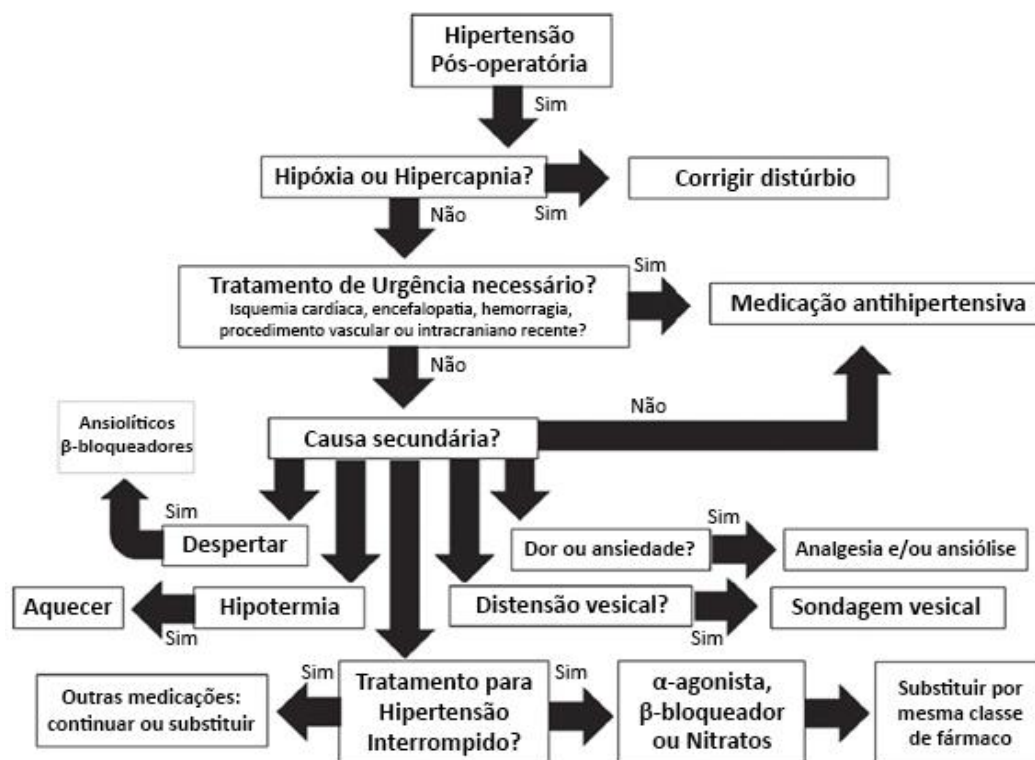 Hipertensão
Pós-operatória
Sim
Hipóxia ou Hipercapnia?
Corrigir distúrbio
Não
Sim
Tratamento de Urgência necessário?
Isquemia cardíaca, encefalopatia, hemorragia,
procedimento vascular ou intracraniano recente?
Sim
Medicação antihipertensiva
Não
Não
Causa secundária?
Ansiolíticos
β-bloqueadores
Sim
Despertar
Dor ou ansiedade?
Sim
Analgesia e/ou ansiólise
Aquecer
Hipotermia
Sim
Distensão vesical?
Sim
Sondagem vesical
Outras medicações:
continuar ou substituir
Sim
Tratamento para
Hipertensão
Interrompido?
Sim
α-agonista,
β-bloqueador
ou Nitratos
Substituir por
mesma classe
de fármaco